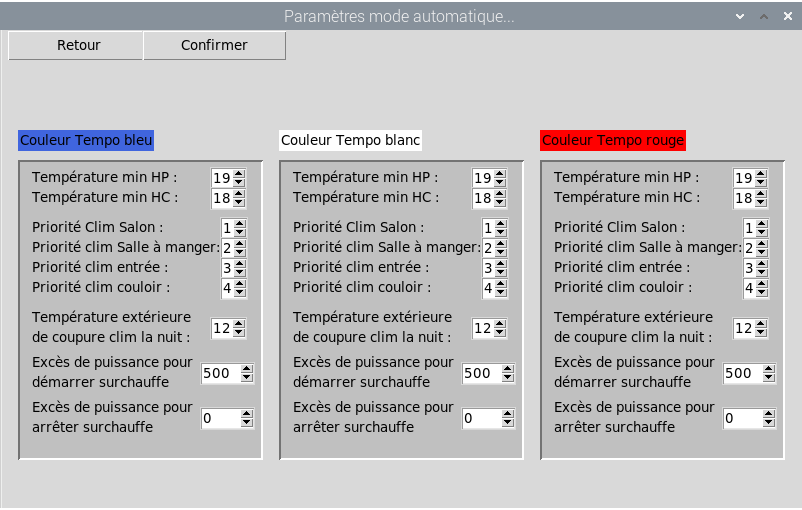 Paramètres mode automatique...
Retour Confirmer
Couleur Tempo bleu
Température min HP : 19
Température min HC : 18
Priorité Clim Salon : 1
Priorité clim Salle à manger: 2
Priorité clim entrée : 3
Priorité clim couloir : 4
Température extérieure
de coupure clim la nuit : 12
Excès de puissance pour
démarrer surchauffe 500
Excès de puissance pour
arrêter surchauffe 0
Couleur Tempo blanc
Température min HP : 19
Température min HC : 18
Priorité Clim Salon : 1
Priorité clim Salle à manger: 2
Priorité clim entrée : 3
Priorité clim couloir : 4
Température extérieure
de coupure clim la nuit : 12
Excès de puissance pour
démarrer surchauffe 500
Excès de puissance pour
arrêter surchauffe 0
Couleur Tempo rouge
Température min HP : 19
Température min HC : 18
Priorité Clim Salon : 1
Priorité clim Salle à manger: 2
Priorité clim entrée : 3
Priorité clim couloir : 4
Température extérieure
de coupure clim la nuit : 12
Excès de puissance pour
démarrer surchauffe 500
Excès de puissance pour
arrêter surchauffe 0